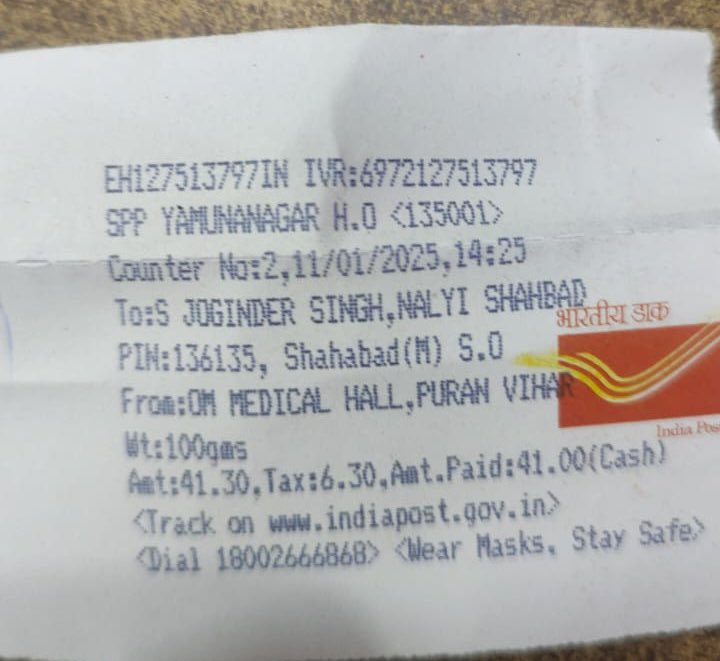 EH127513797IN IVR:6972127513797
SPP YAMUNANAGAR H.O <135001>
Counter No:2,11/01/2025,14:25
To:S JOGINDER SINGH,NALYI SHAHBAD
PIN:136135, Shahabad(M) S.O
From:OM MEDICAL HALL,PURAN VIHAR
Wt:100gms
Amt:41.30,Tax:6.30,Amt.Paid:41.00(Cash)
<Track on www.indiapost.gov.in>
<Dial 18002666868> <Wear Masks, Stay Safe>
भारतीय डाक
India Pos